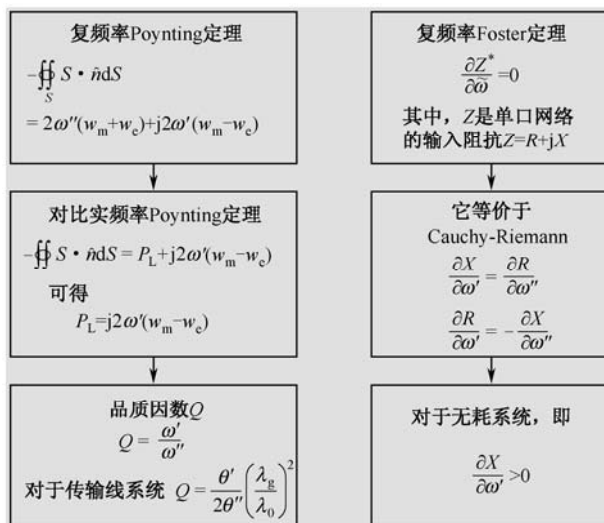 复频率Poynting定理
-∯S S · n̂dS
= 2ω″(wm+we)+j2ω′(wm−we)
对比实频率Poynting定理
-∯S · n̂dS = PL+j2ω′(wm−we)
可得
PL=j2ω′(wm−we)
品质因数Q
Q = ω′/ω″
对于传输线系统 Q = θ′/2θ″ (λg/λ0)²
复频率Foster定理
∂Z*/∂ω̃ =0
其中，Z是单口网络
的输入阻抗Z=R+jX
它等价于
Cauchy-Riemann
∂X/∂ω′ = ∂R/∂ω″
∂R/∂ω′ = -∂X/∂ω″
对于无耗系统，即
∂X/∂ω′ >0